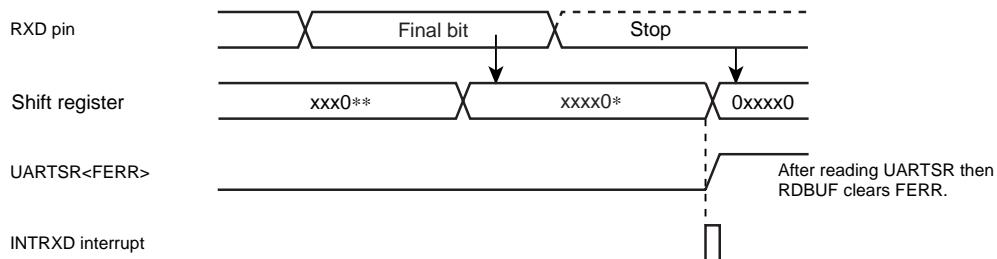 RXD pin
Final bit
Stop
Shift register
xxx0**
xxxx0*
0xxxx0
UARTSR<FERR>
After reading UARTSR then
RDBUF clears FERR.
INTRXD interrupt